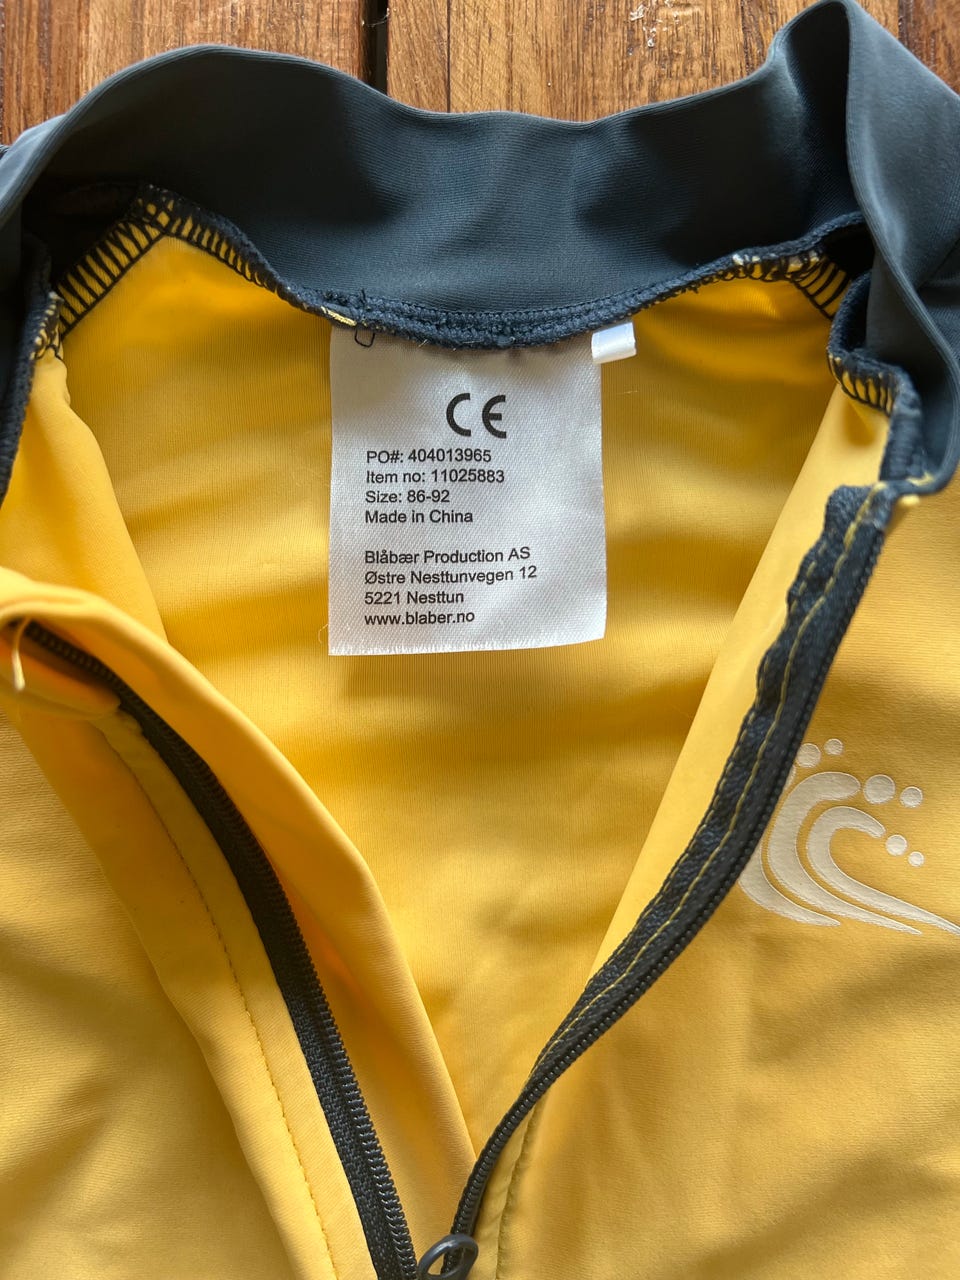 CE
PO#: 404013965
Item no: 11025883
Size: 86-92
Made in China
Blåbær Production AS
Østre Nesttunvegen 12
5221 Nesttun
www.blaber.no